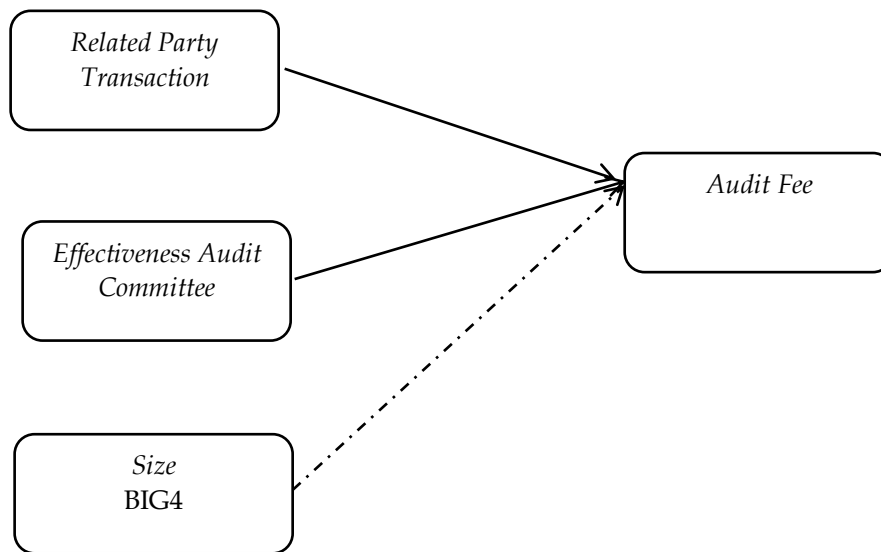 Related Party
Transaction
Audit Fee
Effectiveness Audit
Committee
Size
BIG4